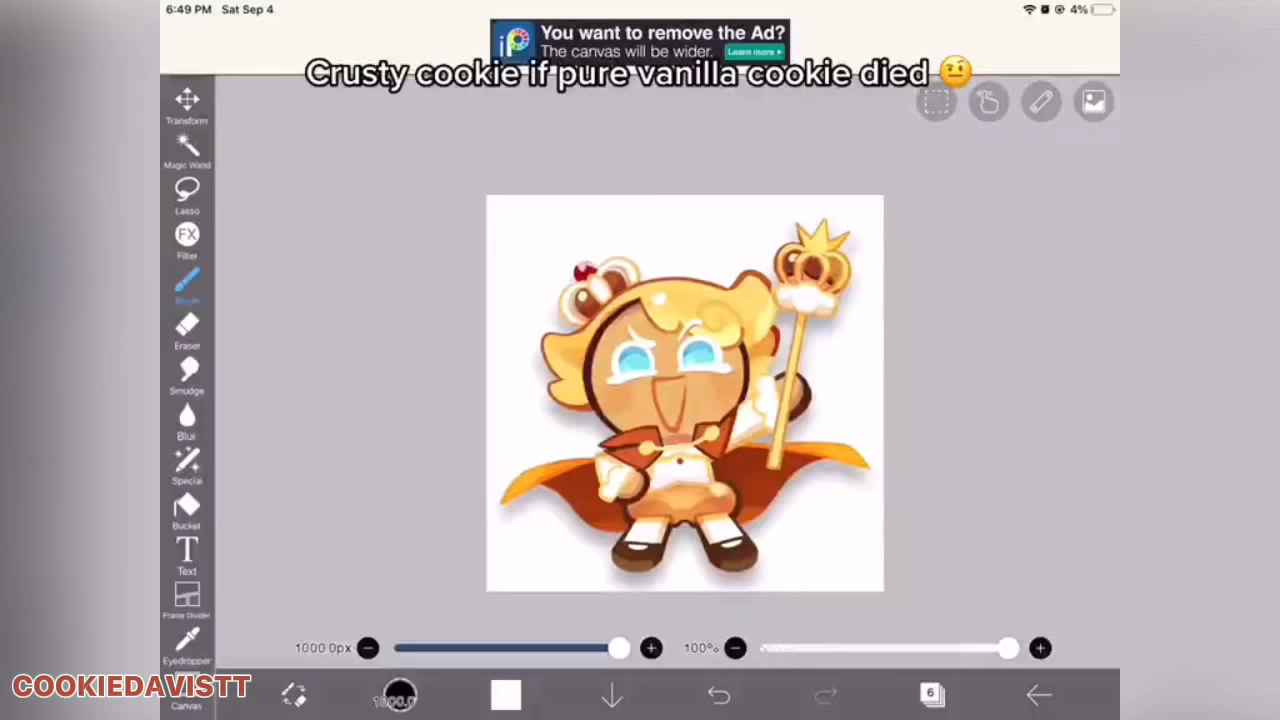 6:49 PM Sat Sep 4
4%
You want to remove the Ad?
The canvas will be wider. Learn more
Crusty cookie if pure vanilla cookie died 🤨
Transform
Magic Wand
Lasso
FX
Filter
Brush
Eraser
Smudge
Blur
Special
Bucket
T
Text
Frame Divider
Eyedropper
Canvas
1000.0px
100%
COOKIEDAVISTT
1000.0
6